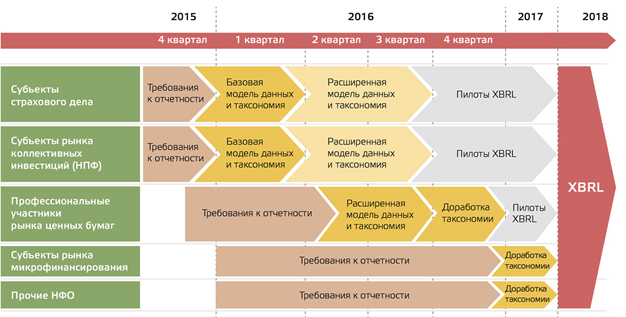 2015 2016 2017 2018
4 квартал 1 квартал 2 квартал 3 квартал 4 квартал
Субъекты
страхового дела
Требования
к отчетности
Базовая
модель данных
и таксономия
Расширенная
модель данных
и таксономия
Пилоты XBRL
Субъекты рынка
коллективных
инвестиций (НПФ)
Требования
к отчетности
Базовая
модель данных
и таксономия
Расширенная
модель данных
и таксономия
Пилоты XBRL
XBRL
Профессиональные
участники
рынка ценных бумаг
Требования к отчетности
Расширенная
модель данных
и таксономия
Доработка
таксономии
Пилоты
XBRL
Субъекты рынка
микрофинансирования
Требования к отчетности
Доработка
таксономии
Прочие НФО
Требования к отчетности
Доработка
таксономии